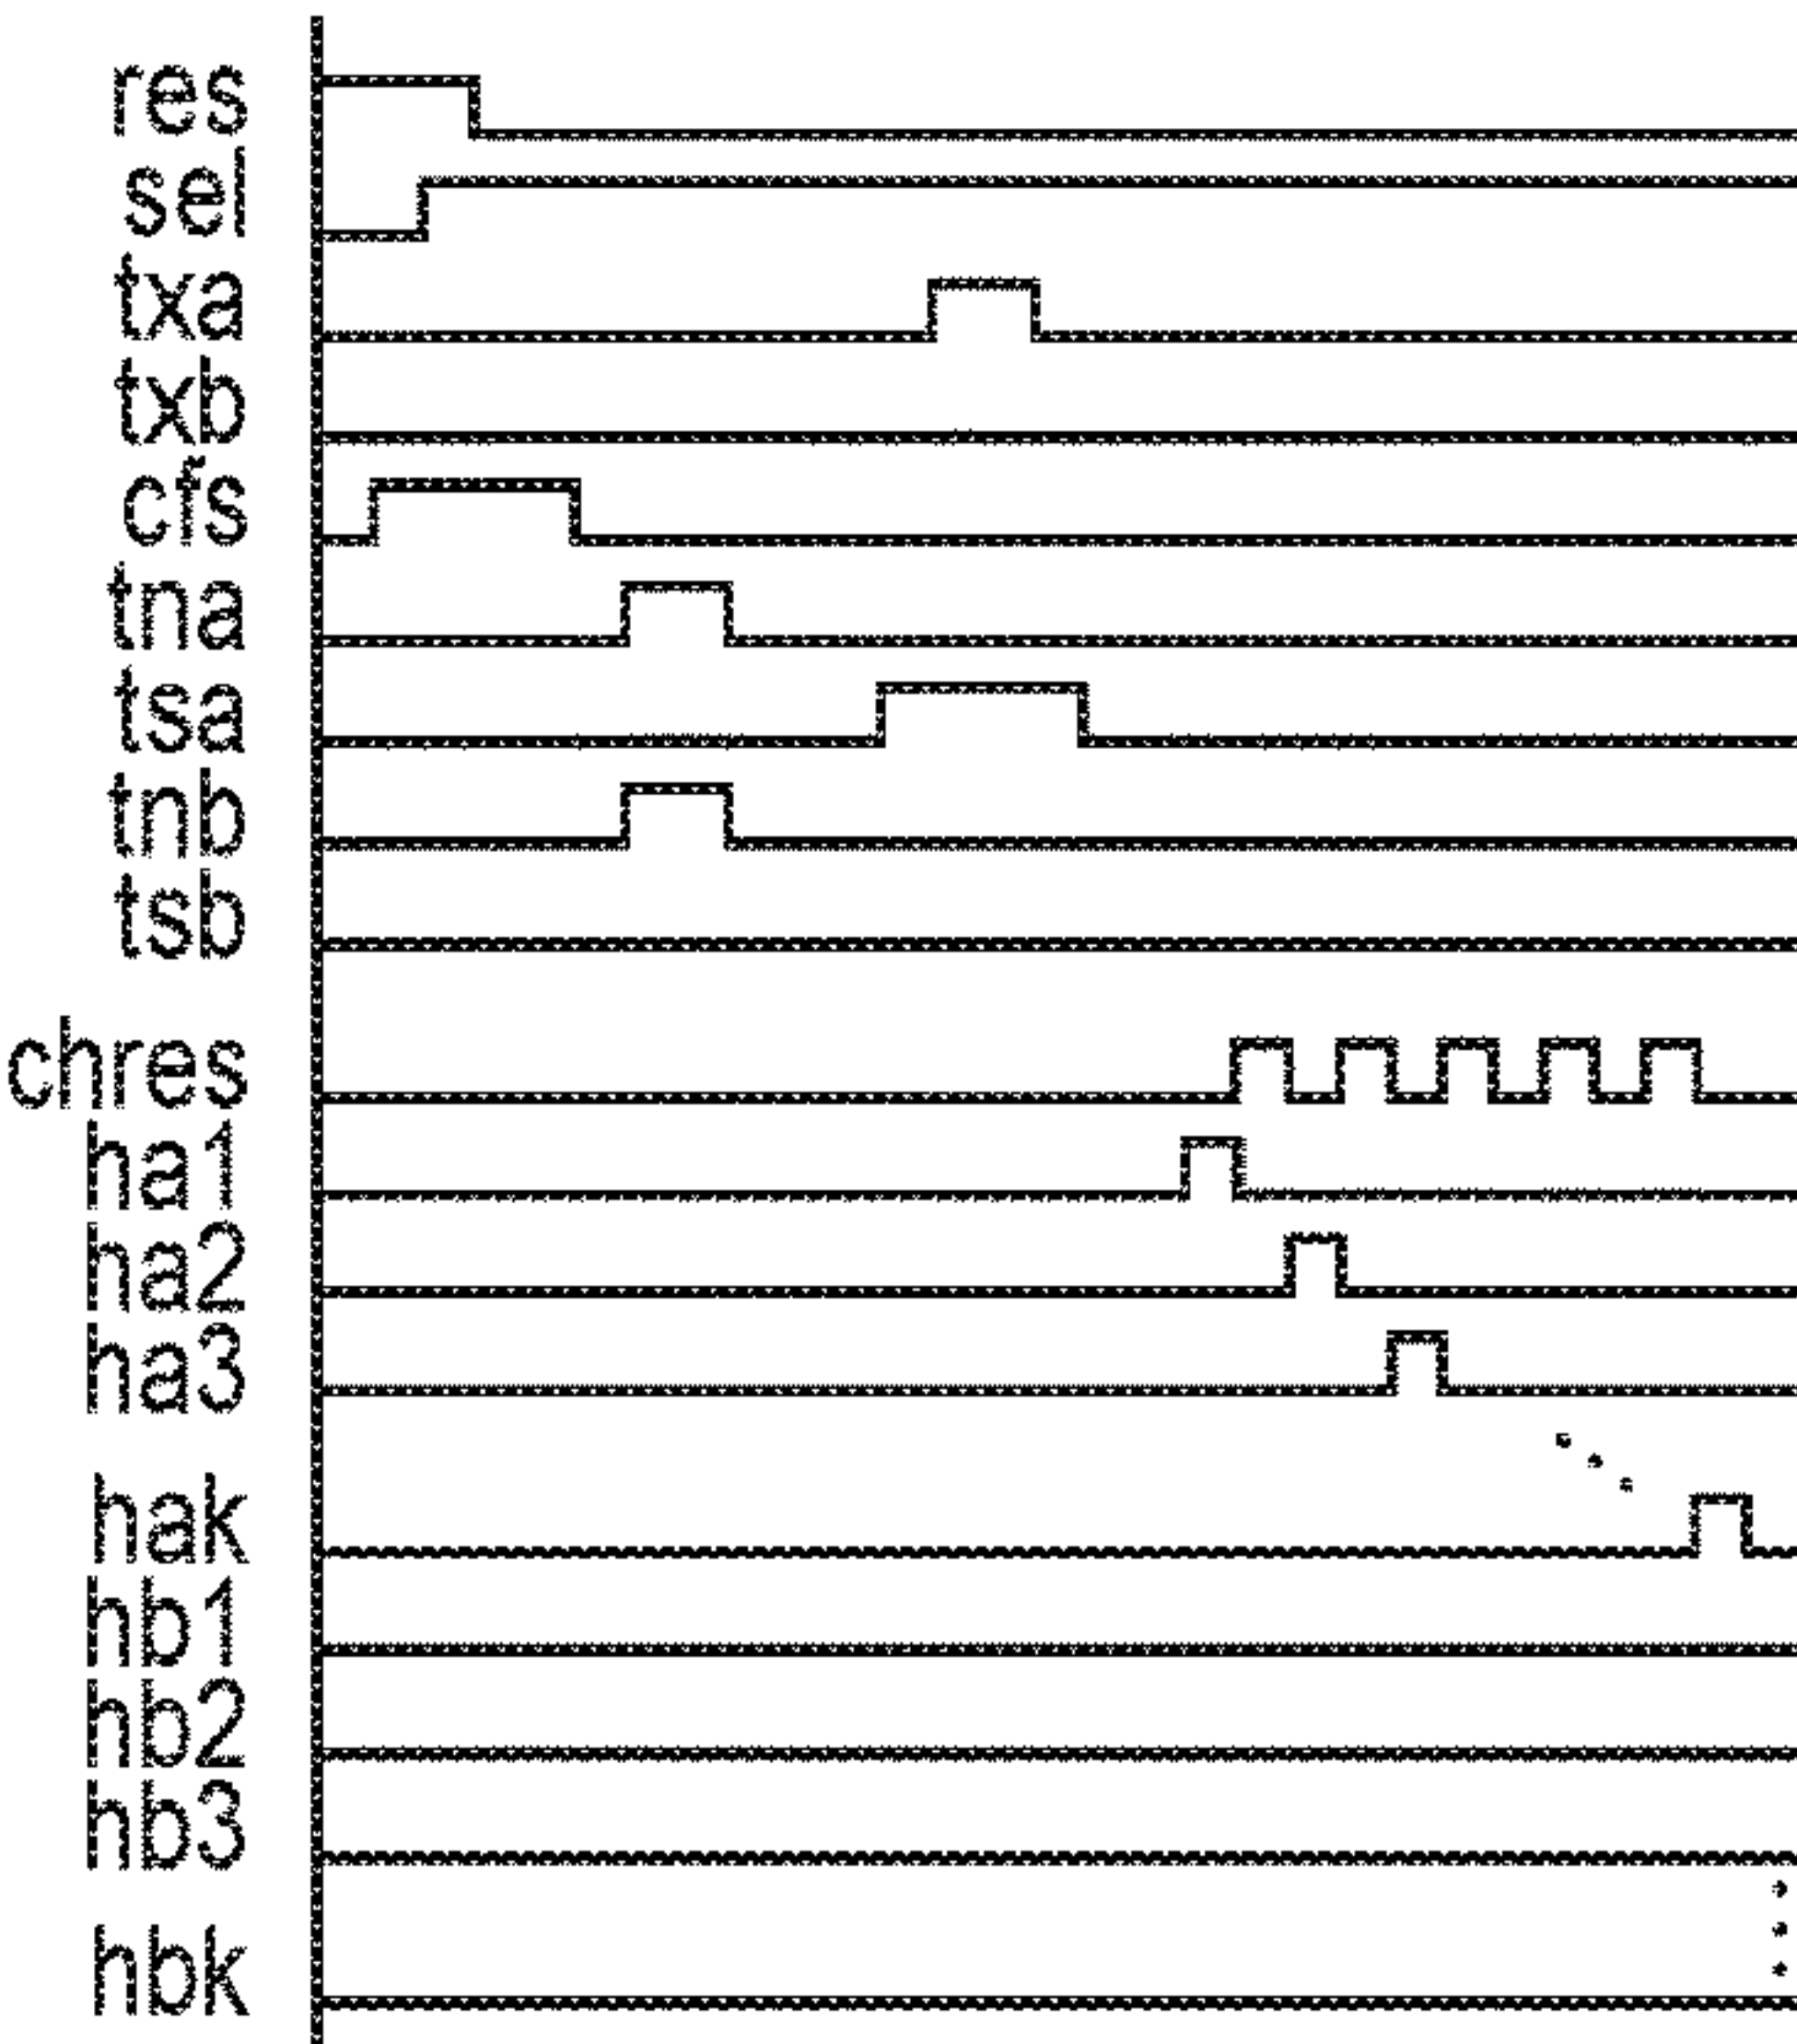 res
sel
txa
txb
cfs
tna
tsa
tnb
tsb
chres
ha1
ha2
ha3
hak
hb1
hb2
hb3
hbk